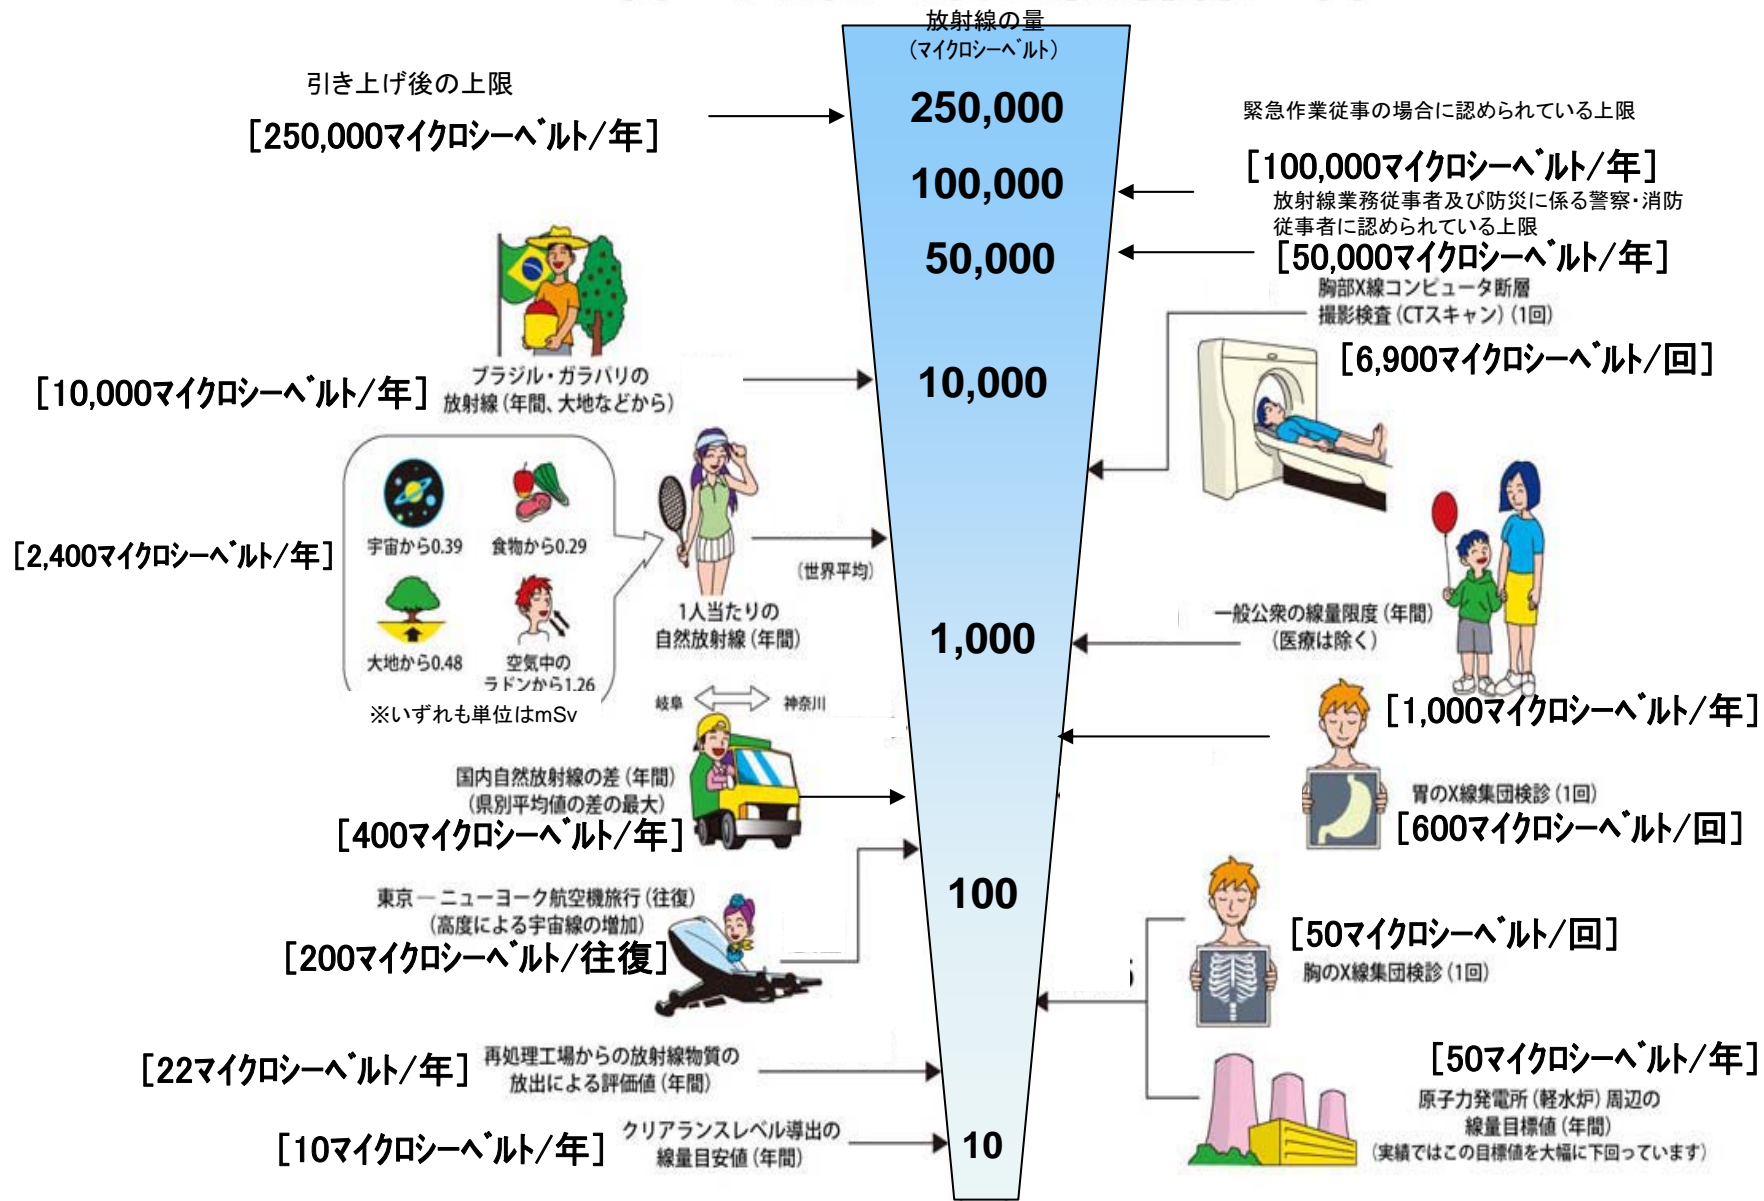 放射線の量
(マイクロシーベルト)
250,000
100,000
50,000
10,000
1,000
100
10
引き上げ後の上限
[250,000マイクロシーベルト/年]
[10,000マイクロシーベルト/年]
ブラジル・ガラパリの
放射線(年間、大地などから)
[2,400マイクロシーベルト/年]
宇宙から0.39
食物から0.29
大地から0.48
空気中の
ラドンから1.26
※いずれも単位はmSv
(世界平均)
1人当たりの
自然放射線(年間)
岐阜
神奈川
国内自然放射線の差(年間)
(県別平均値の差の最大)
[400マイクロシーベルト/年]
東京―ニューヨーク航空機旅行(往復)
(高度による宇宙線の増加)
[200マイクロシーベルト/往復]
[22マイクロシーベルト/年]
再処理工場からの放射線物質の
放出による評価値(年間)
[10マイクロシーベルト/年]
クリアランスレベル導出の
線量目安値(年間)
緊急作業従事の場合に認められている上限
[100,000マイクロシーベルト/年]
放射線業務従事者及び防災に係る警察・消防
従事者に認められている上限
[50,000マイクロシーベルト/年]
胸部X線コンピュータ断層
撮影検査(CTスキャン)(1回)
[6,900マイクロシーベルト/回]
一般公衆の線量限度(年間)
(医療は除く)
[1,000マイクロシーベルト/年]
胃のX線集団検診(1回)
[600マイクロシーベルト/回]
[50マイクロシーベルト/回]
胸のX線集団検診(1回)
[50マイクロシーベルト/年]
原子力発電所(軽水炉)周辺の
線量目標値(年間)
(実績ではこの目標値を大幅に下回っています)